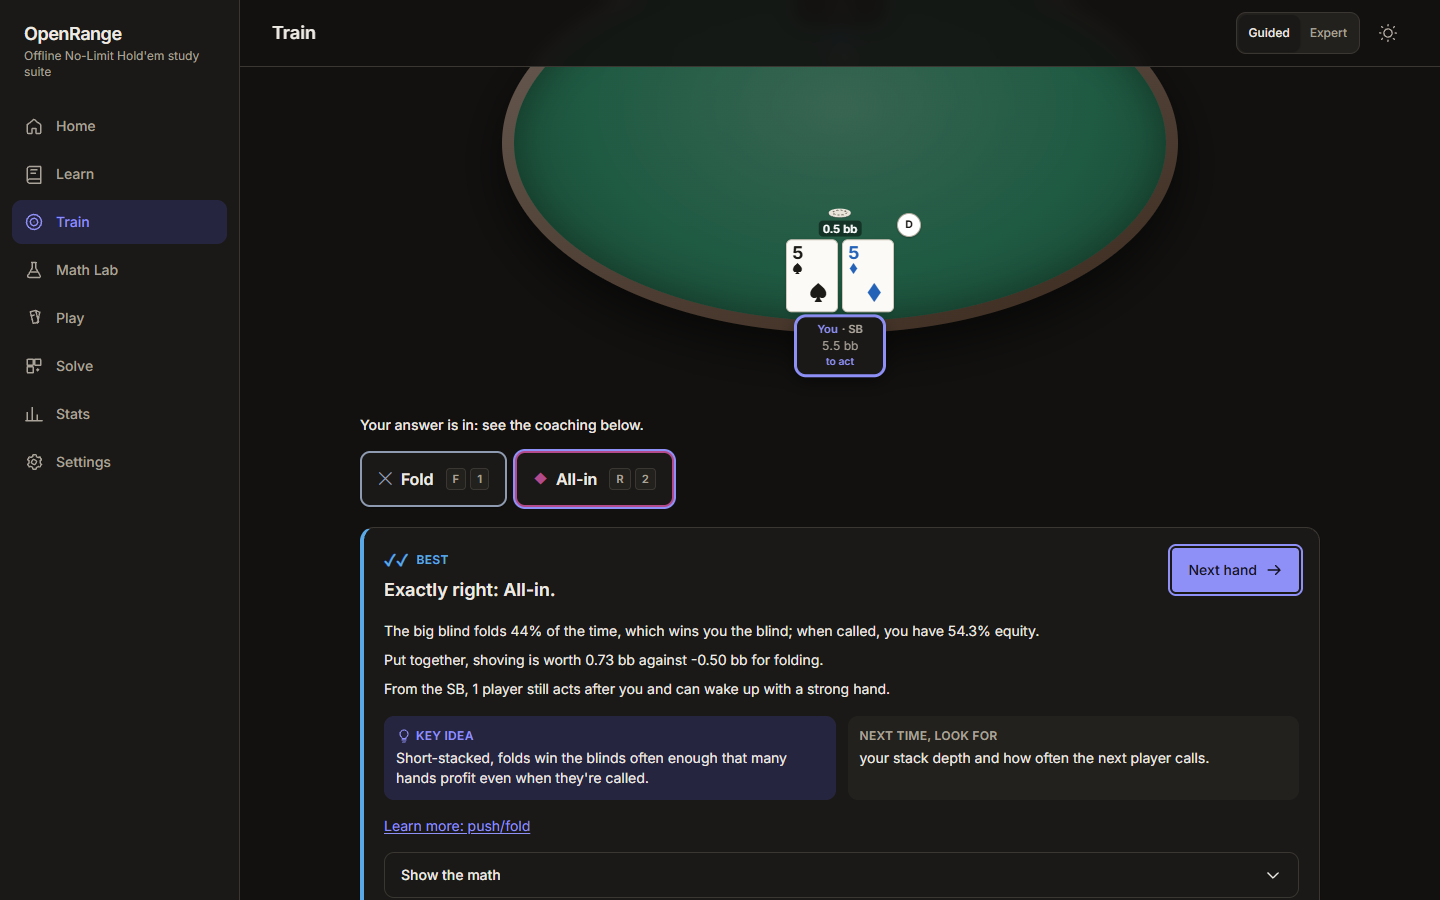 OpenRange
Offline No-Limit Hold'em study
suite
Home
Learn
Train
Math Lab
Play
Solve
Stats
Settings
Train
Guided
Expert
0.5 bb
D
5
5
You · SB
5.5 bb
to act
Your answer is in: see the coaching below.
Fold F 1
All-in R 2
BEST
Exactly right: All-in.
Next hand
The big blind folds 44% of the time, which wins you the blind; when called, you have 54.3% equity.
Put together, shoving is worth 0.73 bb against -0.50 bb for folding.
From the SB, 1 player still acts after you and can wake up with a strong hand.
KEY IDEA
Short-stacked, folds win the blinds often enough that many
hands profit even when they're called.
NEXT TIME, LOOK FOR
your stack depth and how often the next player calls.
Learn more: push/fold
Show the math